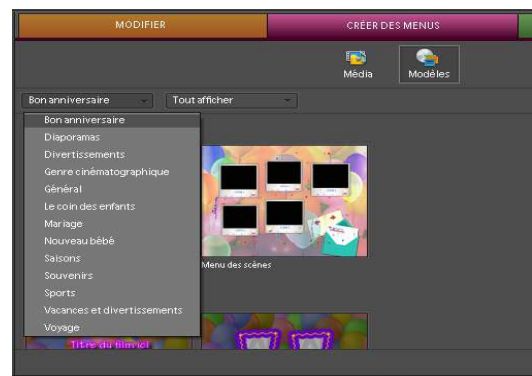 MODIFIER
CRÉER DES MENUS
Média
Modèles
Bon anniversaire
Tout afficher
Bon anniversaire
Diaporamas
Divertissements
Genre cinématographique
Général
Le coin des enfants
Mariage
Nouveau bébé
Saisons
Souvenirs
Sports
Vacances et divertissements
Voyage
Menu des scènes
Titre du film ici